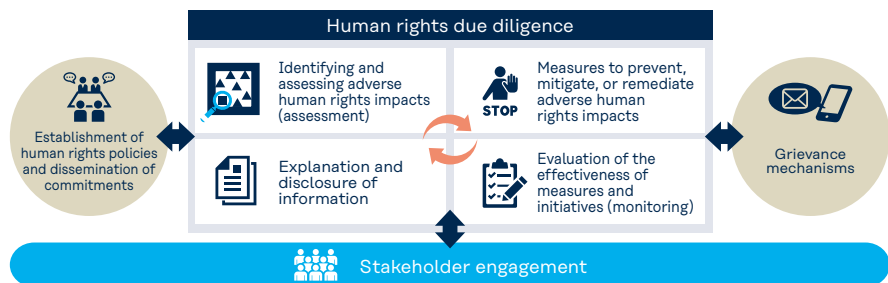 Human rights due diligence
Establishment of
human rights policies
and dissemination of
commitments
Identifying and
assessing adverse
human rights impacts
(assessment)
STOP
Measures to prevent,
mitigate, or remediate
adverse human
rights impacts
Explanation and
disclosure of
information
Evaluation of the
effectiveness of
measures and
initiatives (monitoring)
Grievance
mechanisms
Stakeholder engagement